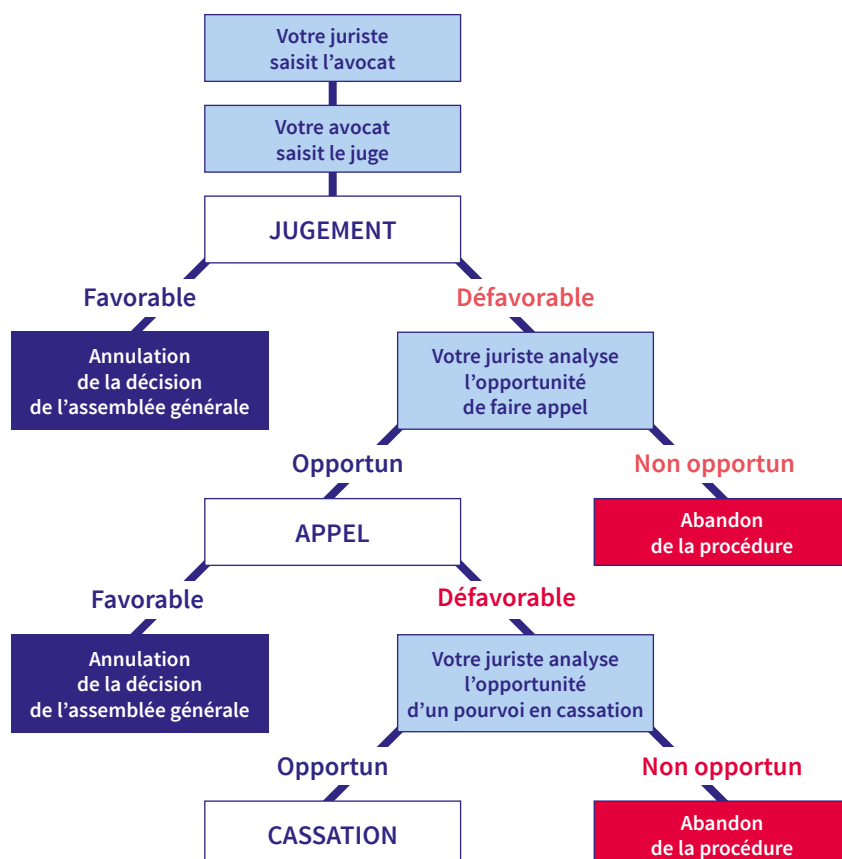 Votre juriste
saisit l’avocat
Votre avocat
saisit le juge
JUGEMENT
Favorable
Défavorable
Annulation
de la décision
de l’assemblée générale
Votre juriste analyse
l’opportunité
de faire appel
Opportun
Non opportun
APPEL
Abandon
de la procédure
Favorable
Défavorable
Annulation
de la décision
de l’assemblée générale
Votre juriste analyse
l’opportunité
d’un pourvoi en cassation
Opportun
Non opportun
CASSATION
Abandon
de la procédure